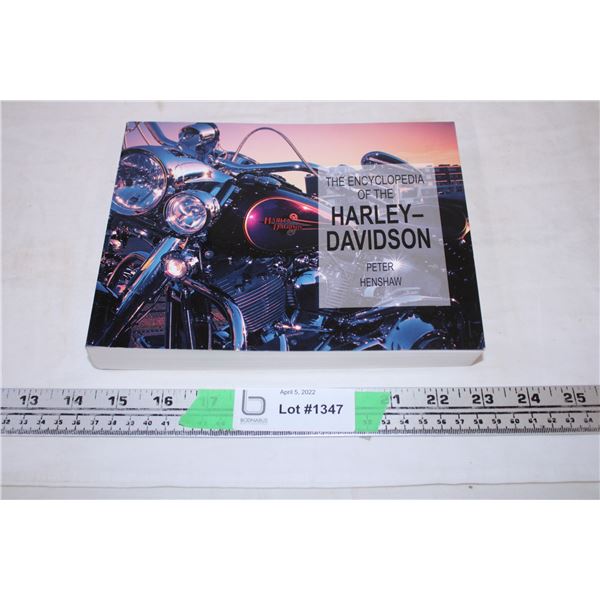 THE ENCYCLOPEDIA
OF THE
HARLEY–
DAVIDSON
PETER
HENSHAW
HARLEY
DAVIDSON
13 14 15 16 17 21 22 23 24 25
April 5, 2022
Lot #1347
BODNARUS